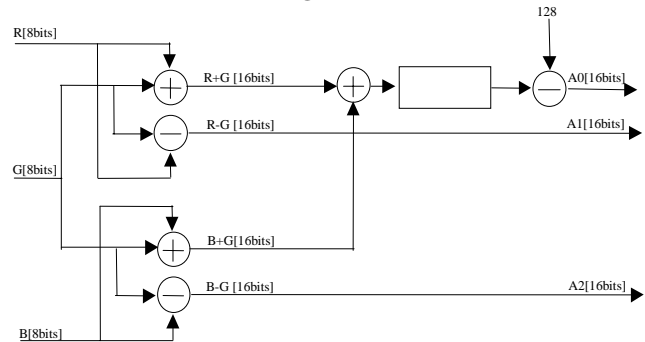 128
R[8bits]
R+G [16bits]
A0[16bits]
R-G [16bits]
A1[16bits]
G[8bits]
B+G[16bits]
B-G [16bits]
A2[16bits]
B[8bits]